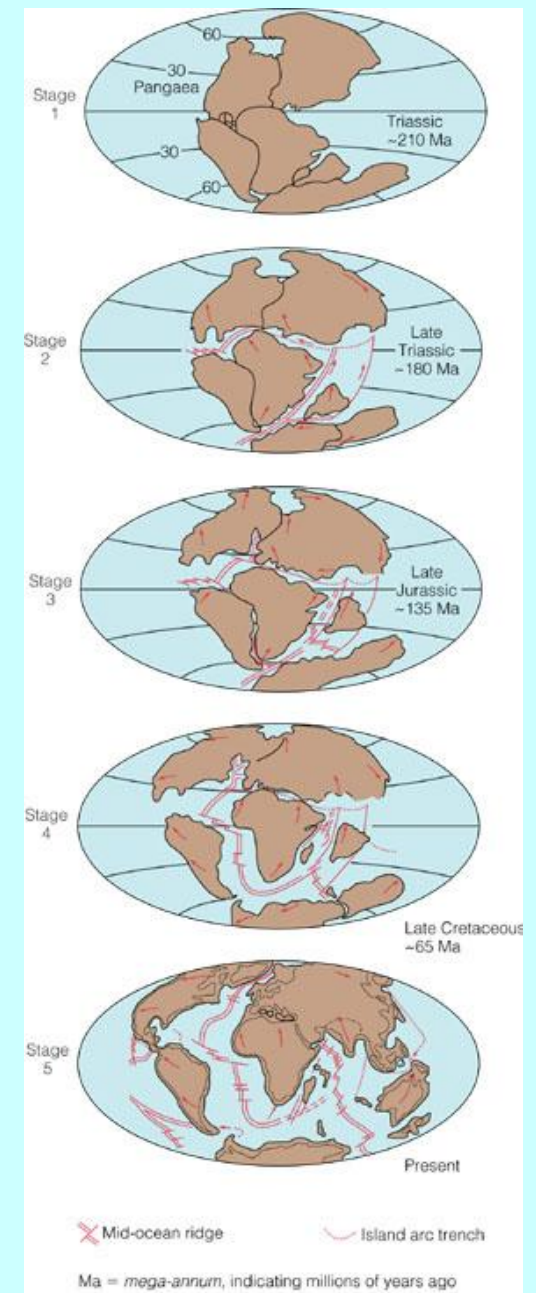 60
30
Pangaea
Stage
1
Triassic
~210 Ma
30
60
Stage
2
Late
Triassic
~180 Ma
Stage
3
Late
Jurassic
~135 Ma
Stage
4
Late Cretaceous
~65 Ma
Stage
5
Present
Mid-ocean ridge
Island arc trench
Ma = mega-annum, indicating millions of years ago